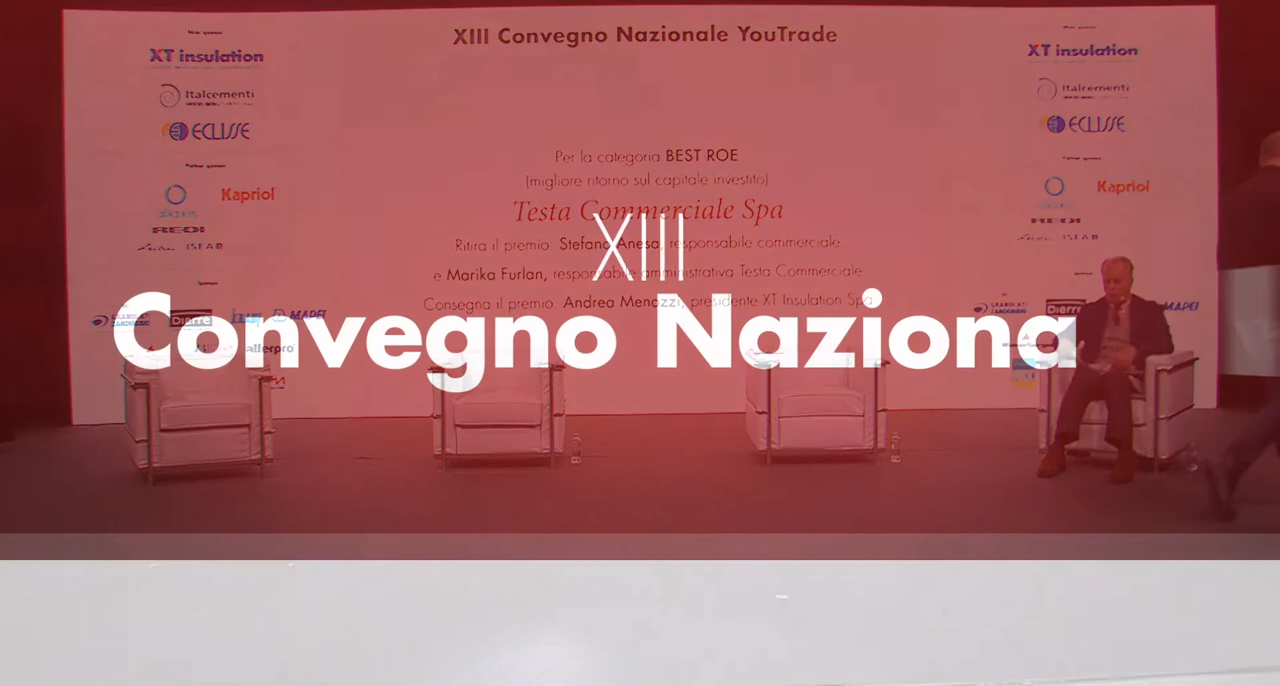 XIII Convegno Nazionale YouTrade
XT insulation
Italcementi
ECLISSE
Kapriol
REDI
ISEA
Dierre
MAPEI
allerpro
Per la categoria BEST ROE
(migliore ritorno sul capitale investito)
Testa Commerciale Spa
Ritira il premio Stefano Anesa, responsabile commerciale
e Marika Furlan, responsabile amministrativa Testa Commerciale
Consegna il premio Andrea Menozzi, presidente XT Insulation Spa
XIII
Convegno Naziona
XT insulation
Italcementi
ECLISSE
Kapriol
REDI
ISEA
Dierre
MAPEI